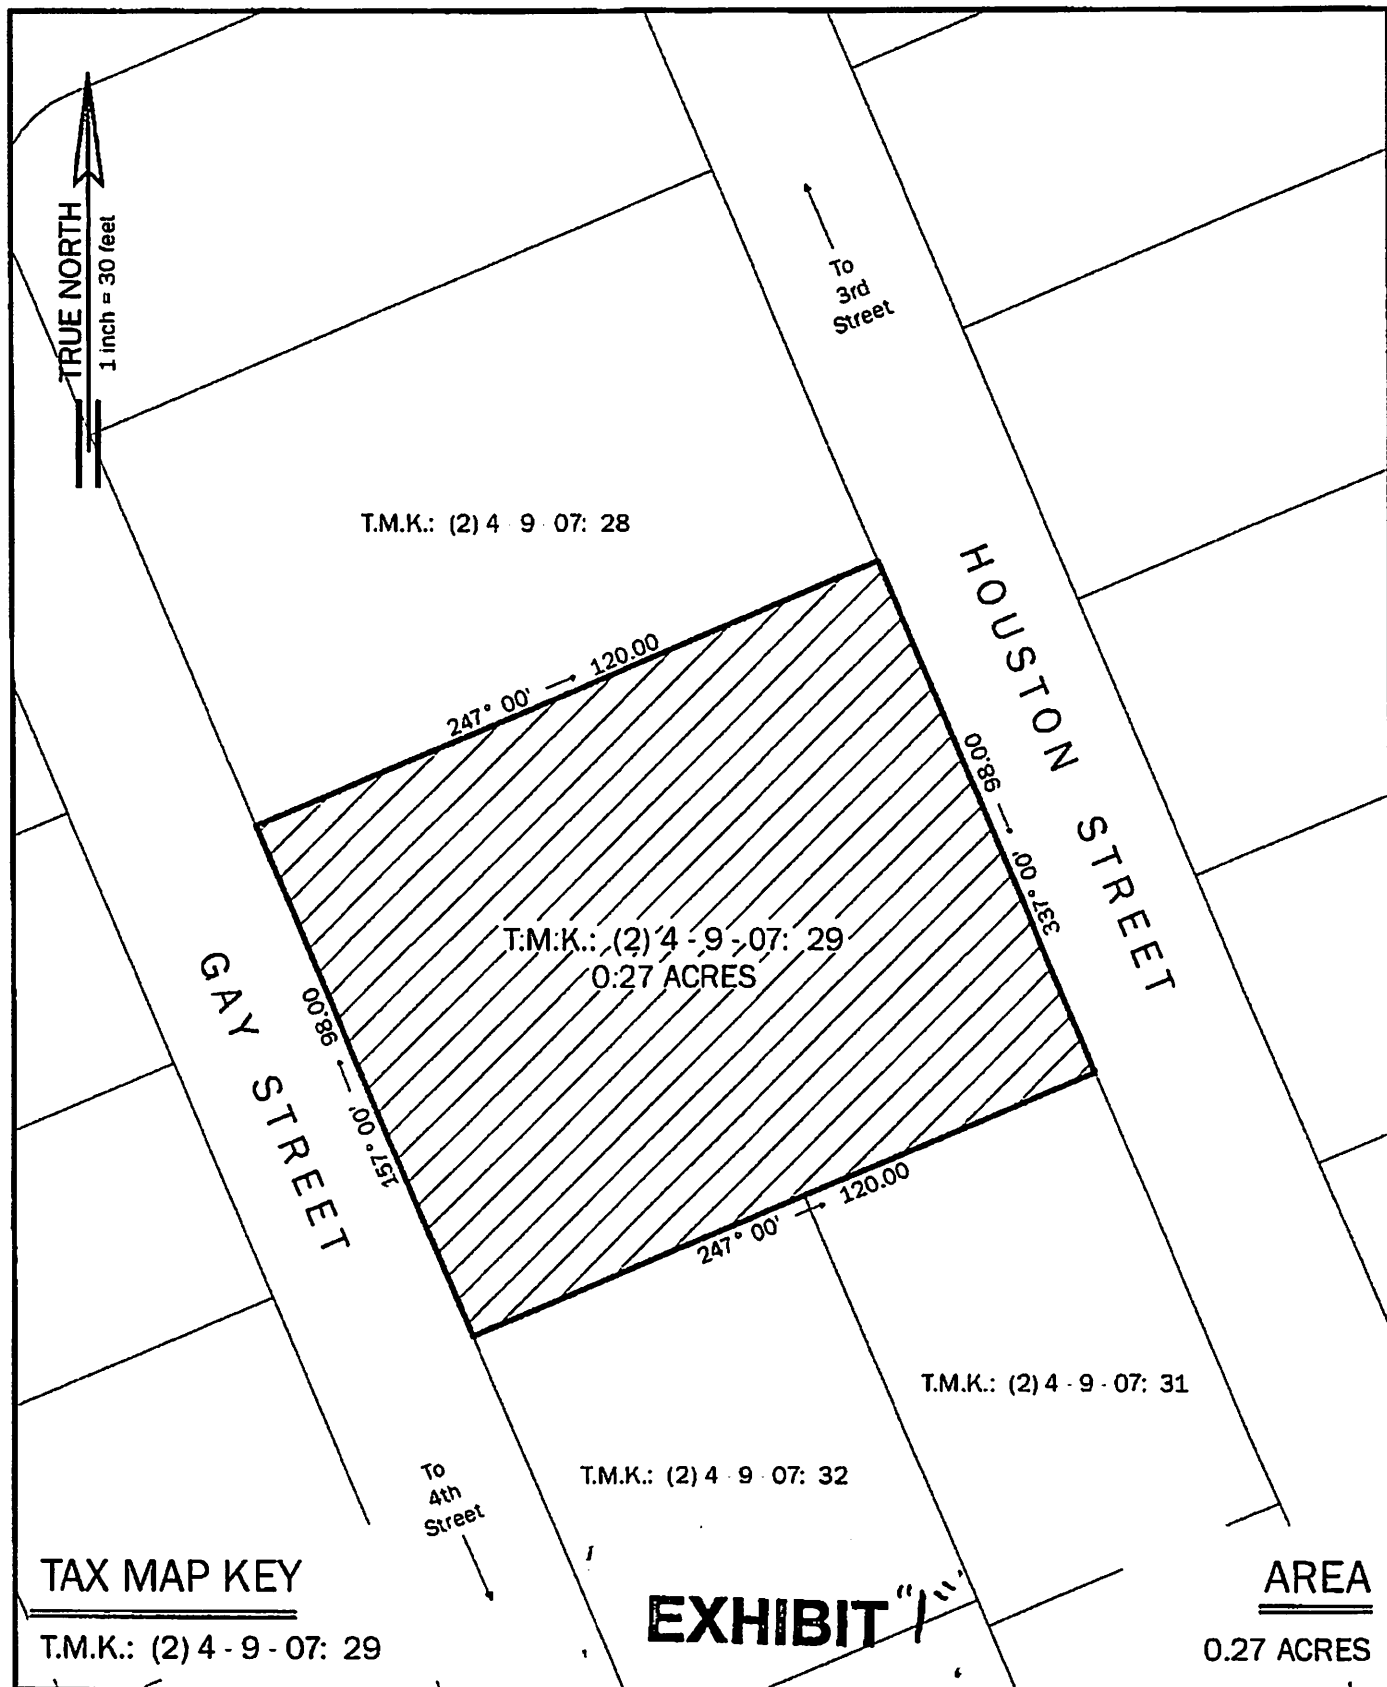 TRUE NORTH
1 inch = 30 feet
To
3rd
Street
T.M.K.: (2) 4 - 9 - 07: 28
HOUSTON STREET
247° 00' → 120.00
337° 00' ← 98.00
T.M.K.: (2) 4 - 9 - 07: 29
0.27 ACRES
GAY STREET
157° 00' → 98.00
247° 00' → 120.00
T.M.K.: (2) 4 - 9 - 07: 31
T.M.K.: (2) 4 - 9 - 07: 32
To
4th
Street
TAX MAP KEY
T.M.K.: (2) 4 - 9 - 07: 29
EXHIBIT "1"
AREA
0.27 ACRES